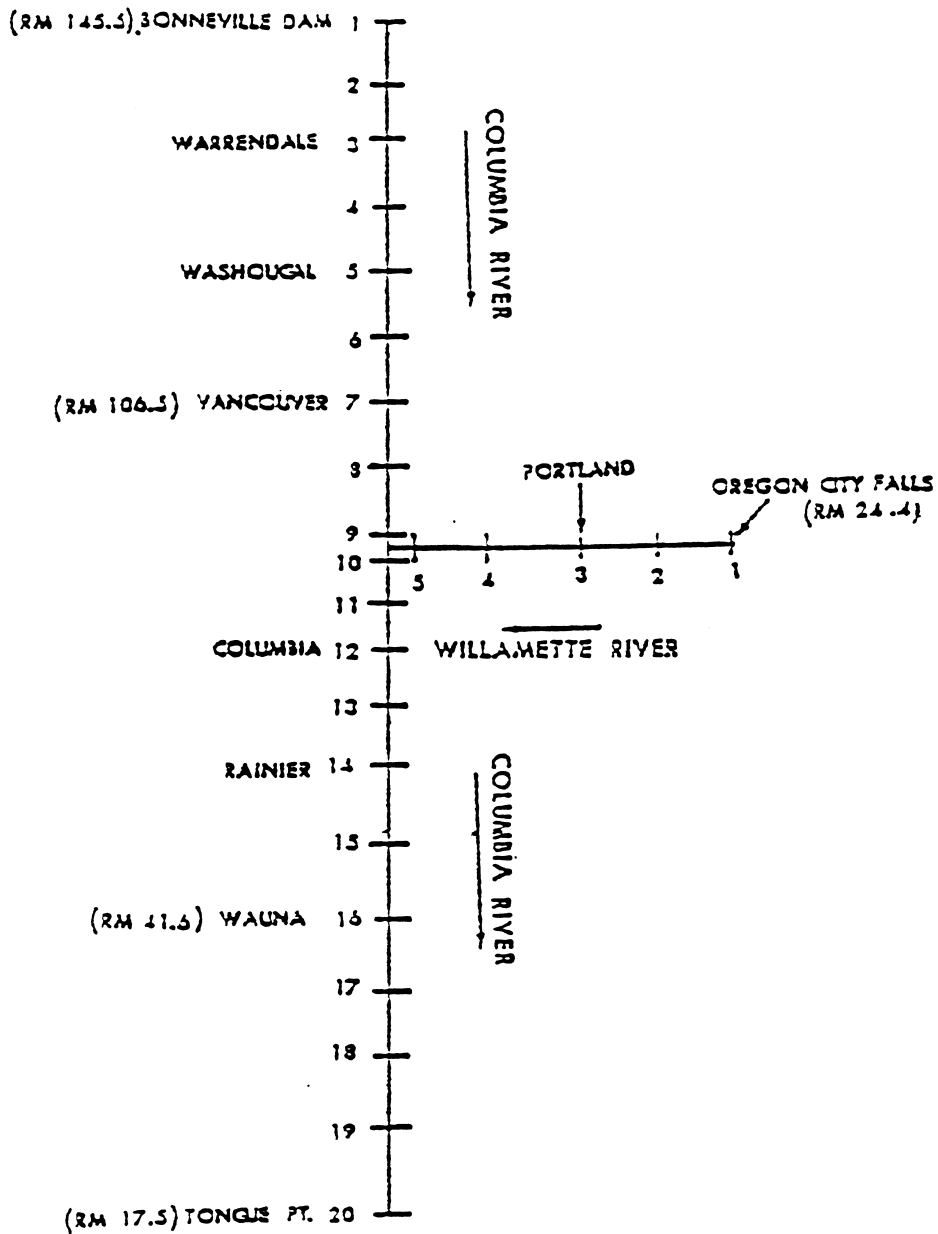 (RM 145.5) BONNEVILLE DAM 1
2
WARRENDALE 3
4
WASHOUGAL 5
6
(RM 106.5) VANCOUVER 7
8
PORTLAND
OREGON CITY FALLS
(RM 24.4)
9
10
5 4 3 2 1
11
COLUMBIA 12
WILLAMETTE RIVER
13
RAINIER 14
15
(RM 41.5) WAUNA 16
17
18
19
(RM 17.5) TONGUE PT. 20
COLUMBIA RIVER
COLUMBIA RIVER